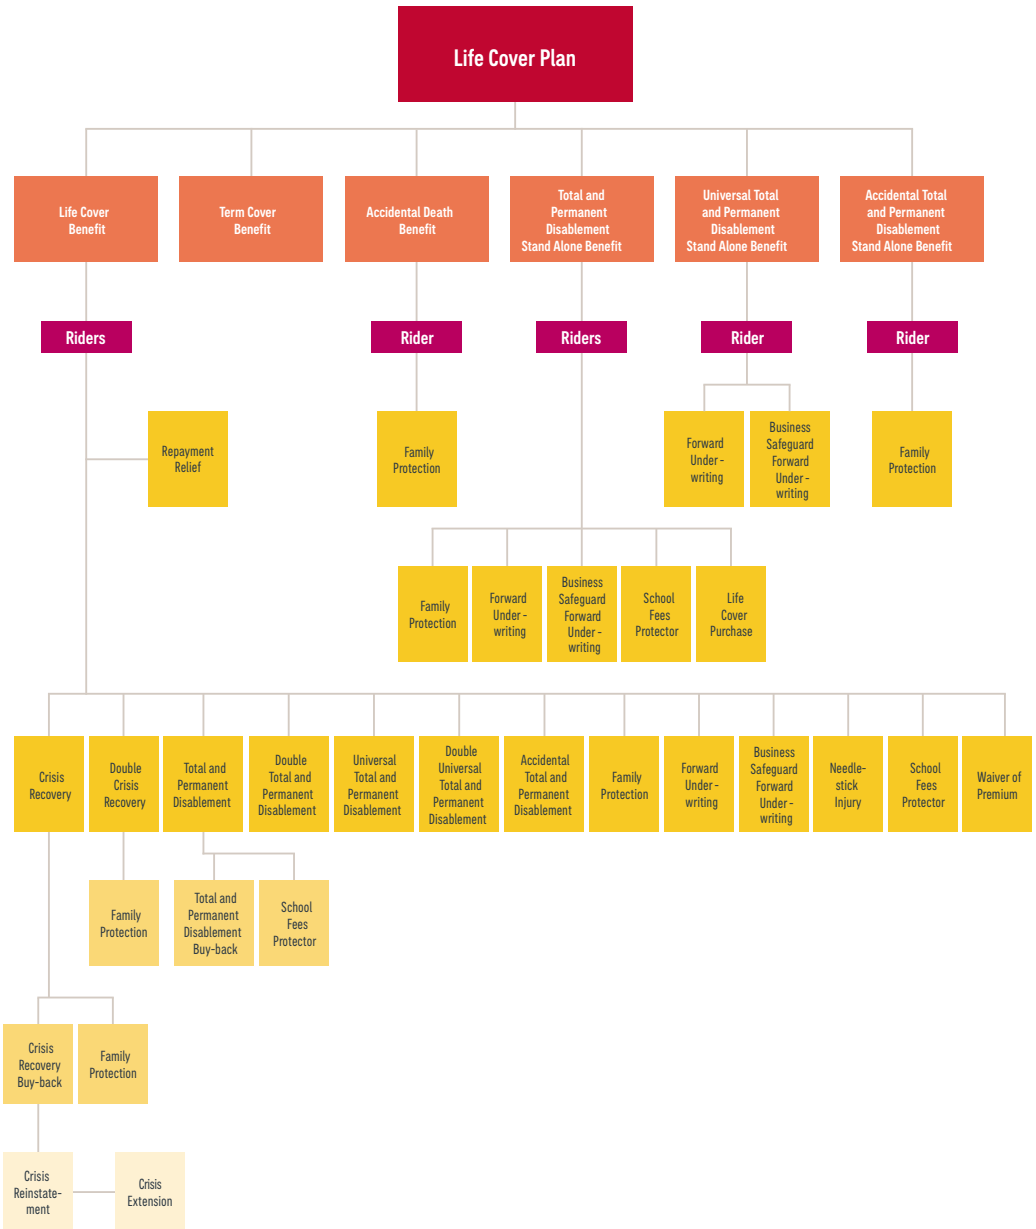 Life Cover Plan
Life Cover
Benefit
Term Cover
Benefit
Accidental Death
Benefit
Total and
Permanent
Disablement
Stand Alone Benefit
Universal Total
and Permanent
Disablement
Stand Alone Benefit
Accidental Total
and Permanent
Disablement
Stand Alone Benefit
Riders
Rider
Riders
Rider
Rider
Repayment
Relief
Family
Protection
Forward
Under -
writing
Business
Safeguard
Forward
Under -
writing
Family
Protection
Family
Protection
Forward
Under -
writing
Business
Safeguard
Forward
Under -
writing
School
Fees
Protector
Life
Cover
Purchase
Crisis
Recovery
Double
Crisis
Recovery
Total and
Permanent
Disablement
Double
Total and
Permanent
Disablement
Universal
Total and
Permanent
Disablement
Double
Universal
Total and
Permanent
Disablement
Accidental
Total and
Permanent
Disablement
Family
Protection
Forward
Under -
writing
Business
Safeguard
Forward
Under -
writing
Needle-
stick
Injury
School
Fees
Protector
Waiver of
Premium
Family
Protection
Total and
Permanent
Disablement
Buy-back
School
Fees
Protector
Crisis
Recovery
Buy-back
Family
Protection
Crisis
Reinstate-
ment
Crisis
Extension